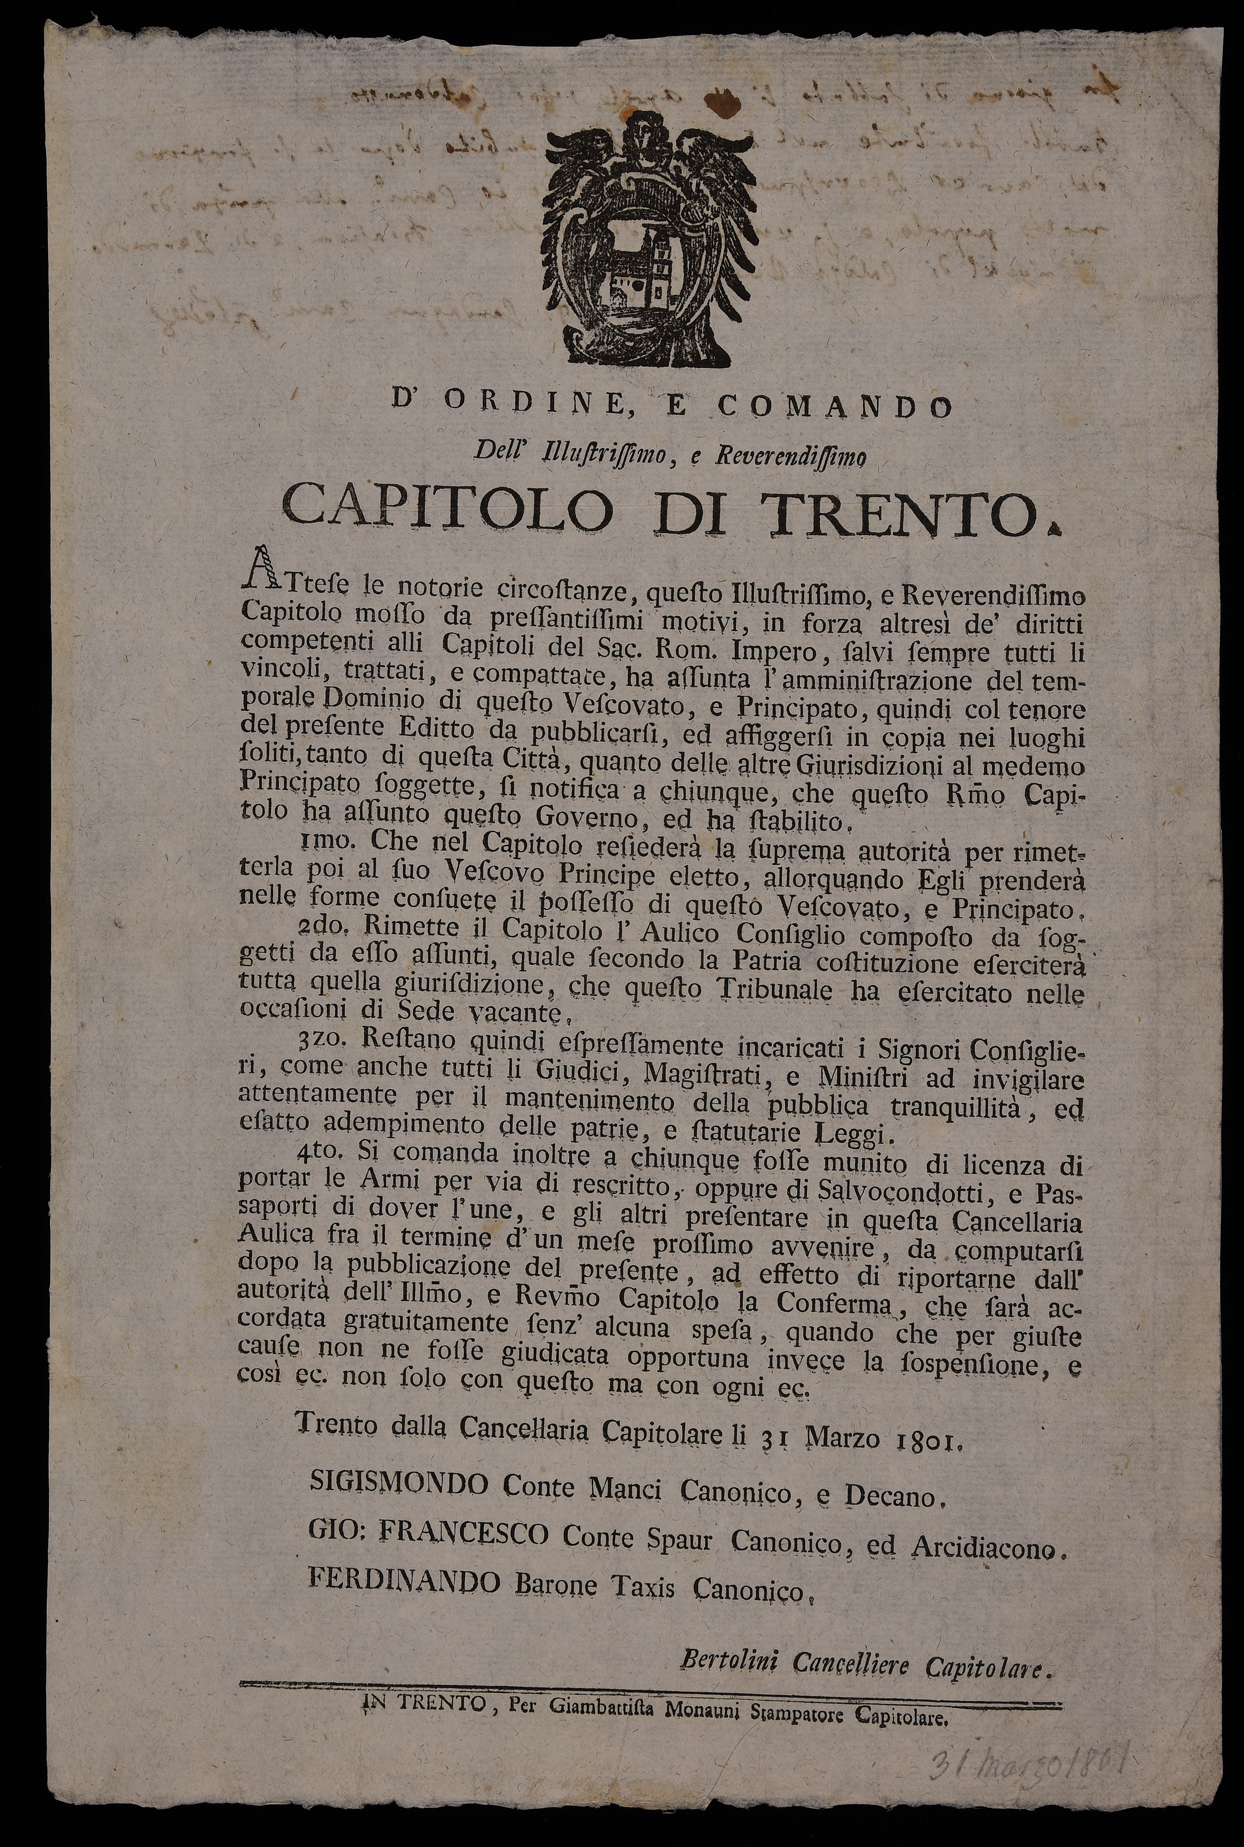 D' ORDINE, E COMANDO
Dell' Illuſtriſſimo, e Reverendiſſimo
CAPITOLO DI TRENTO.
ATteſe le notorie circoſtanze, queſto Illuſtriſſimo, e Reverendiſſimo
Capitolo moſſo da preſſantiſſimi motivi, in forza altresì de' diritti
competenti alli Capitoli del Sac. Rom. Impero, ſalvi ſempre tutti li
vincoli, trattati, e compattate, ha aſſunta l'amminiſtrazione del tem-
porale Dominio di queſto Veſcovato, e Principato, quindi col tenore
del preſente Editto da pubblicarſi, ed affiggerſi in copia nei luoghi
ſoliti, tanto di queſta Città, quanto delle altre Giurisdizioni al medemo
Principato ſoggette, ſi notifica a chiunque, che queſto Rm̃o Capi-
tolo ha aſſunto queſto Governo, ed ha ſtabilito.
1mo. Che nel Capitolo reſiederà la ſuprema autorità per rimet-
terla poi al ſuo Veſcovo Principe eletto, allorquando Egli prenderà
nelle forme conſuete il poſſeſſo di queſto Veſcovato, e Principato.
2do. Rimette il Capitolo l' Aulico Conſiglio compoſto da ſog-
getti da eſſo aſſunti, quale ſecondo la Patria coſtituzione eſerciterà
tutta quella giuriſdizione, che queſto Tribunale ha eſercitato nelle
occaſioni di Sede vacante.
3zo. Reſtano quindi eſpreſſamente incaricati i Signori Conſiglie-
ri, come anche tutti li Giudici, Magiſtrati, e Miniſtri ad invigilare
attentamente per il mantenimento della pubblica tranquillità, ed
eſatto adempimento delle patrie, e ſtatutarie Leggi.
4to. Si comanda inoltre a chiunque foſſe munito di licenza di
portar le Armi per via di rescritto, oppure di Salvocondotti, e Pas-
saporti di dover l'une, e gli altri preſentare in queſta Cancellaria
Aulica fra il termine d' un meſe proſſimo avvenire, da computarſi
dopo la pubblicazione del preſente, ad effetto di riportarne dall'
autorità dell' Illm̃o, e Revm̃o Capitolo la Conferma, che ſarà ac-
cordata gratuitamente ſenz' alcuna speſa, quando che per giuſte
cauſe non ne foſſe giudicata opportuna invece la ſospenſione, e
così ec. non ſolo con queſto ma con ogni ec.
Trento dalla Cancellaria Capitolare li 31 Marzo 1801.
SIGISMONDO Conte Manci Canonico, e Decano.
GIO: FRANCESCO Conte Spaur Canonico, ed Arcidiacono.
FERDINANDO Barone Taxis Canonico.
Bertolini Cancelliere Capitolare.
IN TRENTO, Per Giambattiſta Monauni Stampatore Capitolare.
31 Marzo 1801